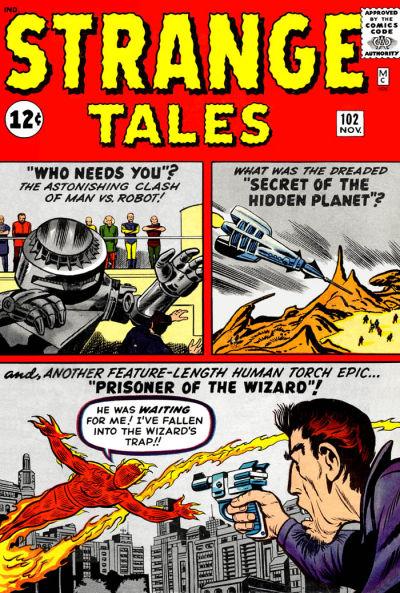 IND.
STRANGE
TALES
APPROVED
BY THE
COMICS
CODE
AUTHORITY
MC
12¢
102
NOV.
"WHO NEEDS YOU"?
THE ASTONISHING CLASH
OF MAN VS. ROBOT!
WHAT WAS THE DREADED
"SECRET OF THE
HIDDEN PLANET"?
and, ANOTHER FEATURE-LENGTH HUMAN TORCH EPIC...
"PRISONER OF THE WIZARD"!
HE WAS WAITING
FOR ME! I'VE FALLEN
INTO THE WIZARD'S
TRAP!!